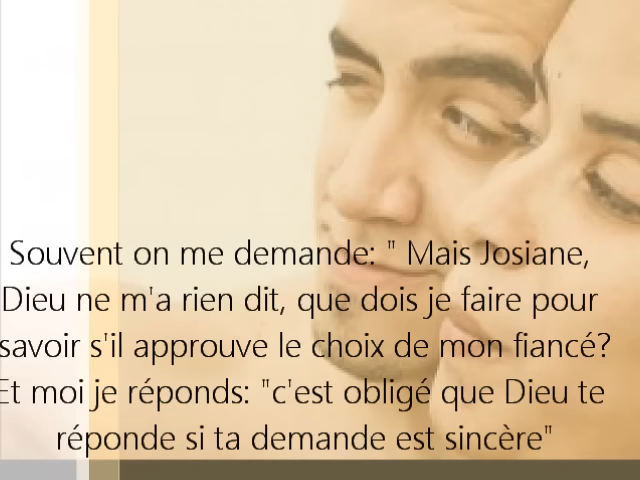 Souvent on me demande: " Mais Josiane,
Dieu ne m'a rien dit, que dois je faire pour
savoir s'il approuve le choix de mon fiancé?
Et moi je réponds: "c'est obligé que Dieu te
réponde si ta demande est sincère"